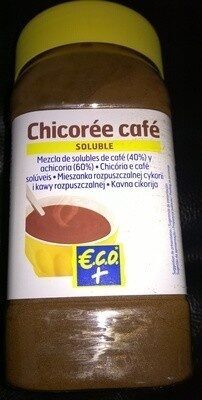 Chicorée café
SOLUBLE
Mezcla de solubles de café (40%) y
achicoria (60%) • Chicória e café
solúveis • Mieszanka rozpuszczalnej cykorii
i kawy rozpuszczalnej • Kavna cikorija
€.C.O.
+